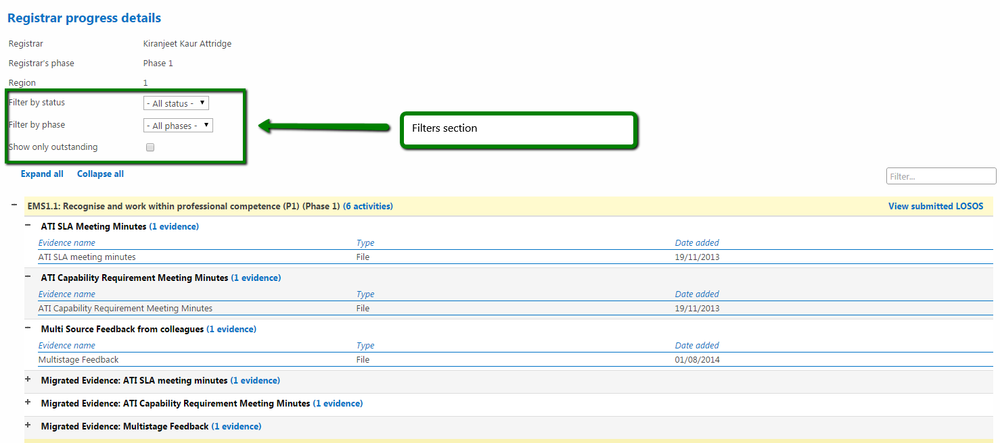 Registrar progress details
Registrar Kiranjeet Kaur Attridge
Registrar's phase Phase 1
Region 1
Filter by status - All status -
Filter by phase - All phases -
Filters section
Show only outstanding
Expand all Collapse all
Filter...
EMS1.1: Recognise and work within professional competence (P1) (Phase 1) (6 activities) View submitted LOSOS
ATI SLA Meeting Minutes (1 evidence)
Evidence name Type Date added
ATI SLA meeting minutes File 19/11/2013
ATI Capability Requirement Meeting Minutes (1 evidence)
Evidence name Type Date added
ATI Capability Requirement Meeting Minutes File 19/11/2013
Multi Source Feedback from colleagues (1 evidence)
Evidence name Type Date added
Multistage Feedback File 01/08/2014
Migrated Evidence: ATI SLA meeting minutes (1 evidence)
Migrated Evidence: ATI Capability Requirement Meeting Minutes (1 evidence)
Migrated Evidence: Multistage Feedback (1 evidence)